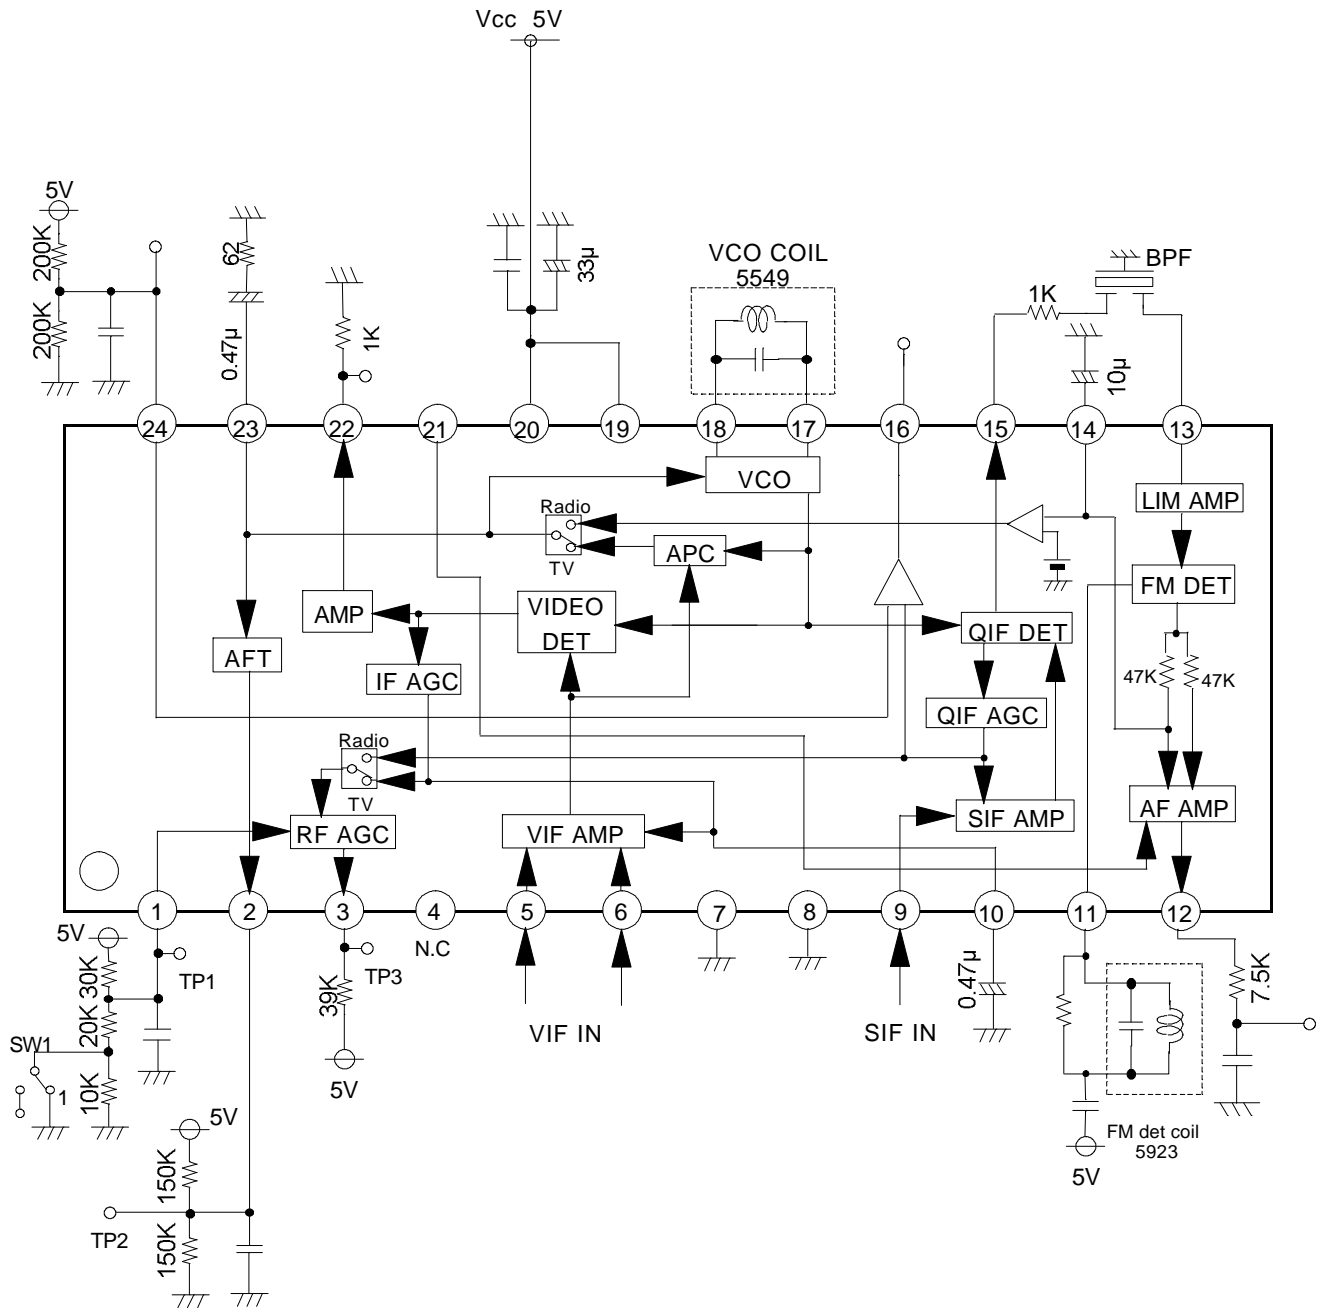 Vcc 5V
5V
200K
200K
62
0.47µ
1K
33µ
VCO COIL
5549
BPF
1K
10µ
24
23
22
21
20
19
18
17
16
15
14
13
VCO
LIM AMP
Radio
TV
APC
FM DET
AMP
VIDEO
DET
QIF DET
AFT
IF AGC
47K
47K
QIF AGC
Radio
TV
RF AGC
VIF AMP
SIF AMP
AF AMP
1
2
3
4
5
6
7
8
9
10
11
12
N.C
5V
30K
TP1
20K
SW1
1
10K
TP3
39K
5V
VIF IN
SIF IN
0.47µ
7.5K
FM det coil
5923
5V
5V
150K
TP2
150K